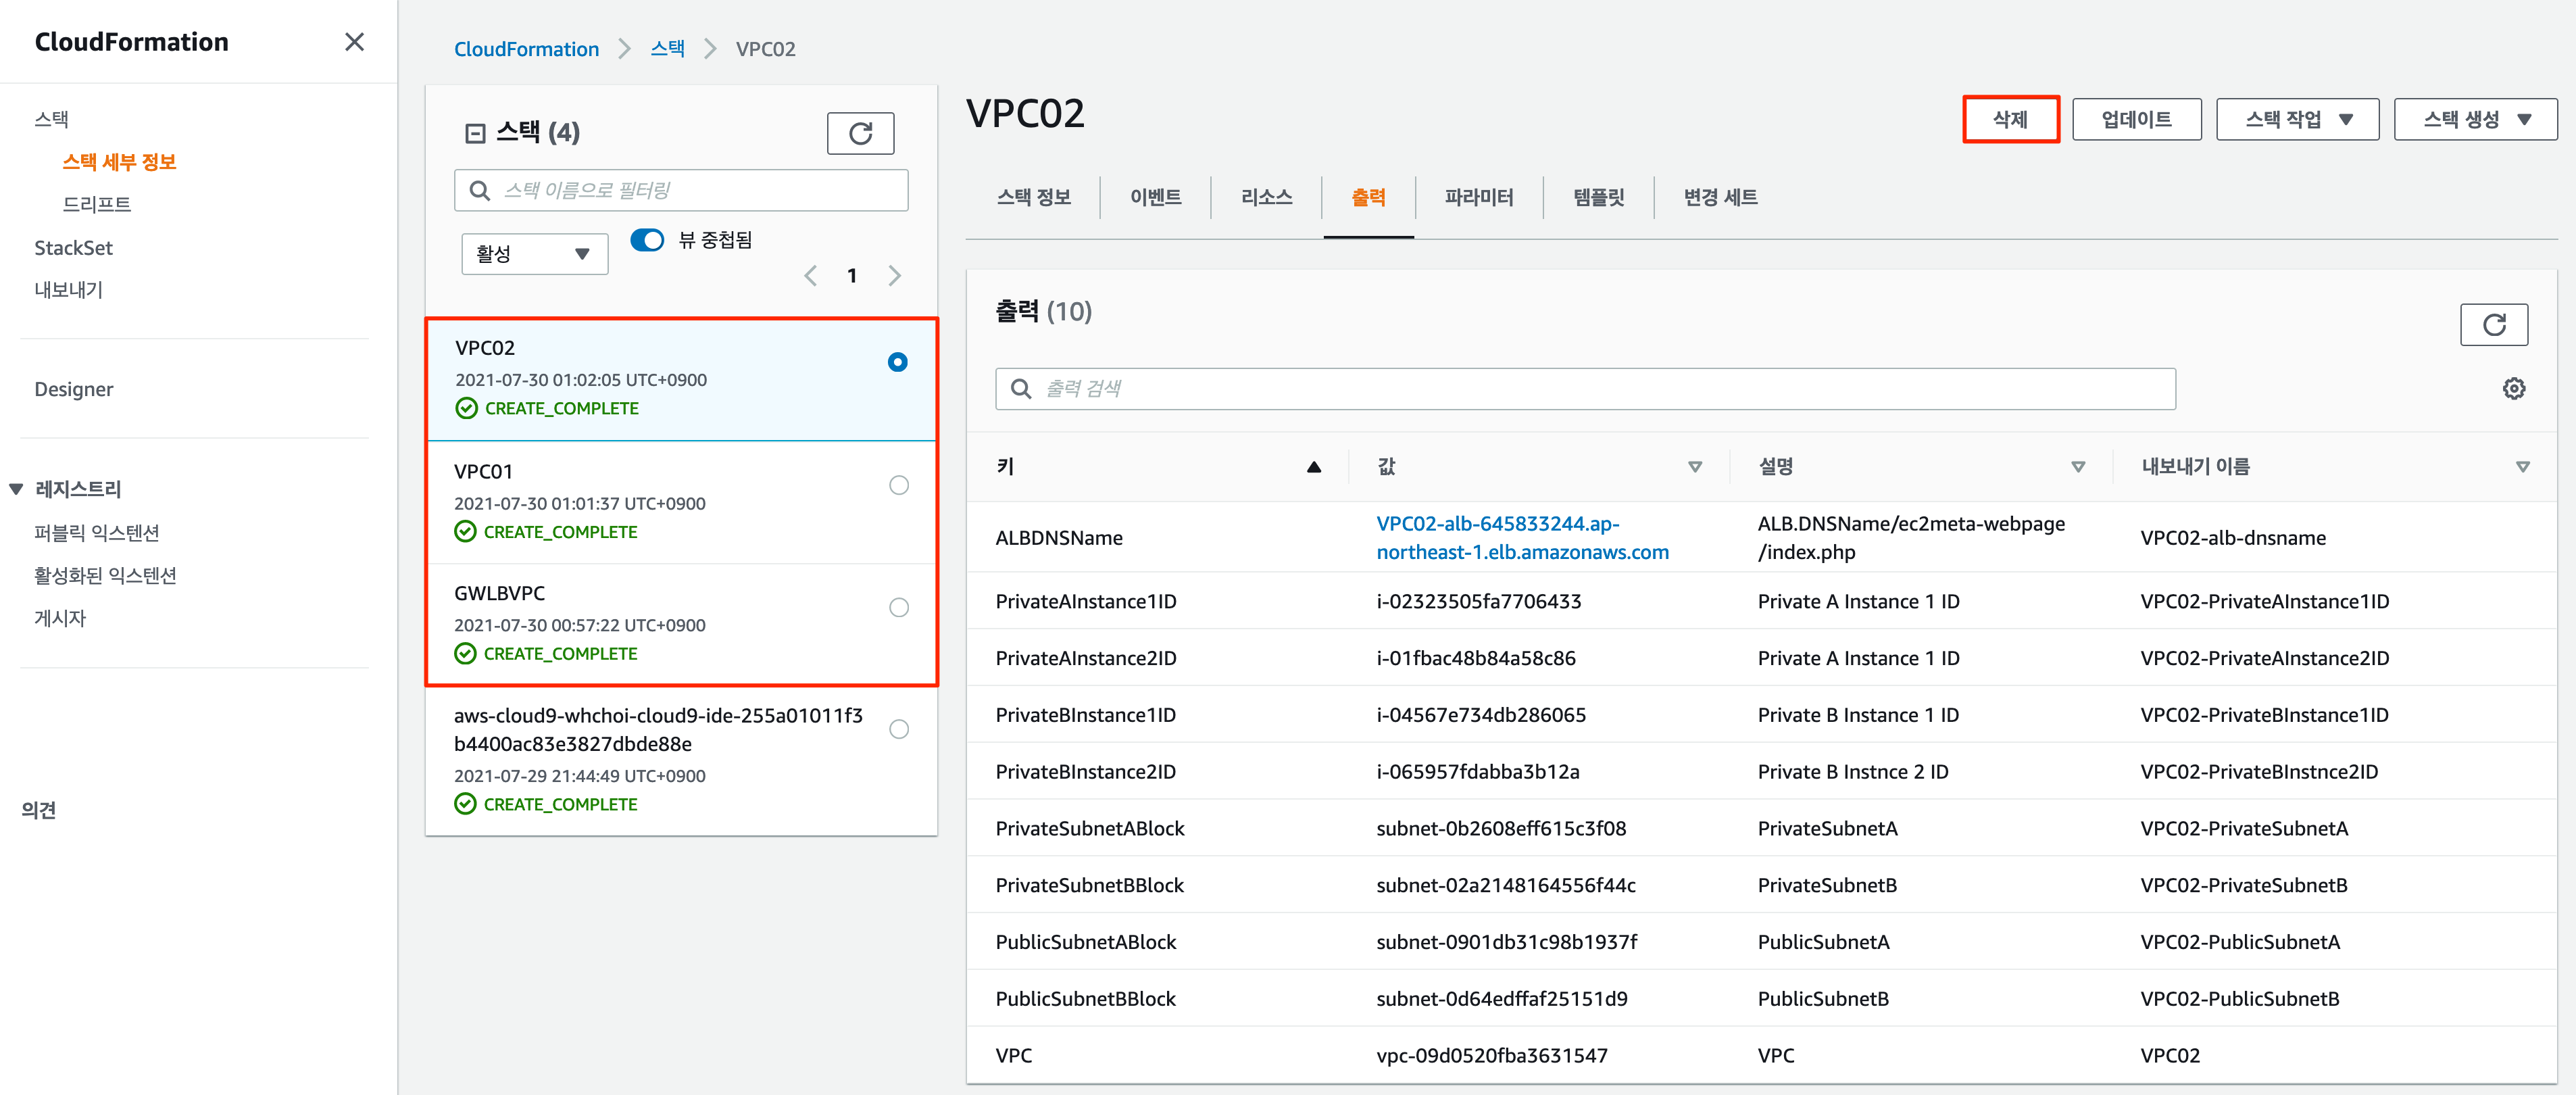 CloudFormation
스택
스택 세부 정보
드리프트
StackSet
내보내기
Designer
레지스트리
퍼블릭 익스텐션
활성화된 익스텐션
게시자
의견
CloudFormation > 스택 > VPC02
스택 (4)
스택 이름으로 필터링
활성
뷰 중첩됨
1
VPC02
2021-07-30 01:02:05 UTC+0900
CREATE_COMPLETE
VPC01
2021-07-30 01:01:37 UTC+0900
CREATE_COMPLETE
GWLBVPC
2021-07-30 00:57:22 UTC+0900
CREATE_COMPLETE
aws-cloud9-whchoi-cloud9-ide-255a01011f3
b4400ac83e3827dbde88e
2021-07-29 21:44:49 UTC+0900
CREATE_COMPLETE
VPC02
삭제 업데이트 스택 작업 스택 생성
스택 정보 이벤트 리소스 출력 파라미터 템플릿 변경 세트
출력 (10)
출력 검색
키 값 설명 내보내기 이름
ALBDNSName VPC02-alb-645833244.ap-northeast-1.elb.amazonaws.com ALB.DNSName/ec2meta-webpage/index.php VPC02-alb-dnsname
PrivateAInstance1ID i-02323505fa7706433 Private A Instance 1 ID VPC02-PrivateAInstance1ID
PrivateAInstance2ID i-01fbac48b84a58c86 Private A Instance 1 ID VPC02-PrivateAInstance2ID
PrivateBInstance1ID i-04567e734db286065 Private B Instance 1 ID VPC02-PrivateBInstance1ID
PrivateBInstance2ID i-065957fdabba3b12a Private B Instnce 2 ID VPC02-PrivateBInstnce2ID
PrivateSubnetABlock subnet-0b2608eff615c3f08 PrivateSubnetA VPC02-PrivateSubnetA
PrivateSubnetBBlock subnet-02a2148164556f44c PrivateSubnetB VPC02-PrivateSubnetB
PublicSubnetABlock subnet-0901db31c98b1937f PublicSubnetA VPC02-PublicSubnetA
PublicSubnetBBlock subnet-0d64edffaf25151d9 PublicSubnetB VPC02-PublicSubnetB
VPC vpc-09d0520fba3631547 VPC VPC02